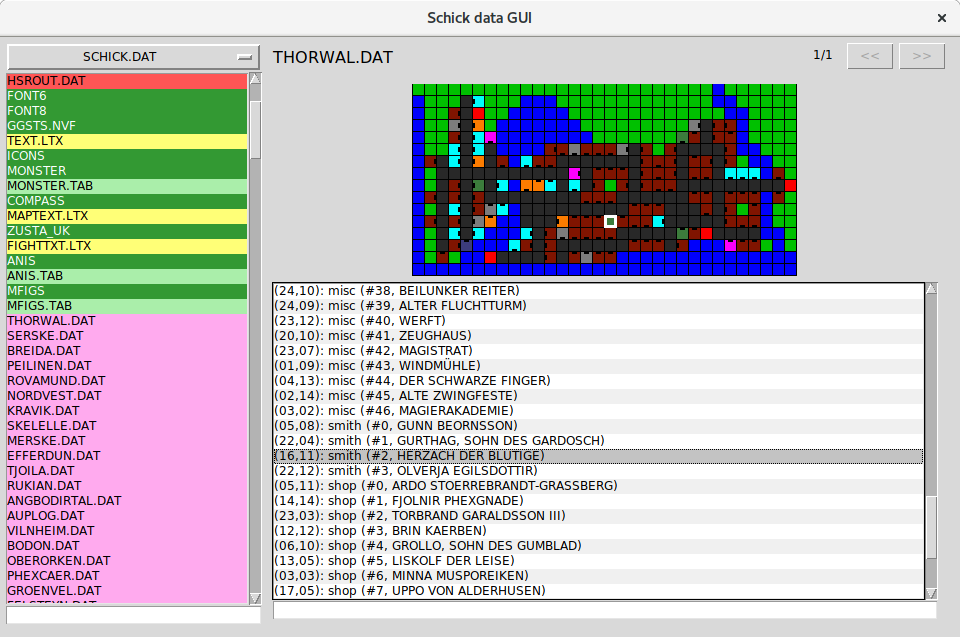 Schick data GUI
SCHICK.DAT
HSROUT.DAT
FONT6
FONT8
GGSTS.NVF
TEXT.LTX
ICONS
MONSTER
MONSTER.TAB
COMPASS
MAPTEXT.LTX
ZUSTA_UK
FIGHTTXT.LTX
ANIS
ANIS.TAB
MFIGS
MFIGS.TAB
THORWAL.DAT
SERSKE.DAT
BREIDA.DAT
PEILINEN.DAT
ROVAMUND.DAT
NORDVEST.DAT
KRAVIK.DAT
SKELELLE.DAT
MERSKE.DAT
EFFERDUN.DAT
TJOILA.DAT
RUKIAN.DAT
ANGBODIRTAL.DAT
AUPLOG.DAT
VILNHEIM.DAT
BODON.DAT
OBERORKEN.DAT
PHEXCAER.DAT
GROENVEL.DAT
THORWAL.DAT
1/1
<<
>>
(24,10): misc (#38, BEILUNKER REITER)
(24,09): misc (#39, ALTER FLUCHTTURM)
(23,12): misc (#40, WERFT)
(20,10): misc (#41, ZEUGHAUS)
(23,07): misc (#42, MAGISTRAT)
(01,09): misc (#43, WINDMÜHLE)
(04,13): misc (#44, DER SCHWARZE FINGER)
(02,14): misc (#45, ALTE ZWINGFESTE)
(03,02): misc (#46, MAGIERAKADEMIE)
(05,08): smith (#0, GUNN BEORNSSON)
(22,04): smith (#1, GURTHAG, SOHN DES GARDOSCH)
(16,11): smith (#2, HERZACH DER BLUTIGE)
(22,12): smith (#3, OLVERJA EGILSDOTTIR)
(05,11): shop (#0, ARDO STOERREBRANDT-GRASSBERG)
(14,14): shop (#1, FJOLNIR PHEXGNADE)
(23,03): shop (#2, TORBRAND GARALDSSON III)
(12,12): shop (#3, BRIN KAERBEN)
(06,10): shop (#4, GROLLO, SOHN DES GUMBLAD)
(13,05): shop (#5, LISKOLF DER LEISE)
(03,03): shop (#6, MINNA MUSPOREIKEN)
(17,05): shop (#7, UPPO VON ALDERHUSEN)